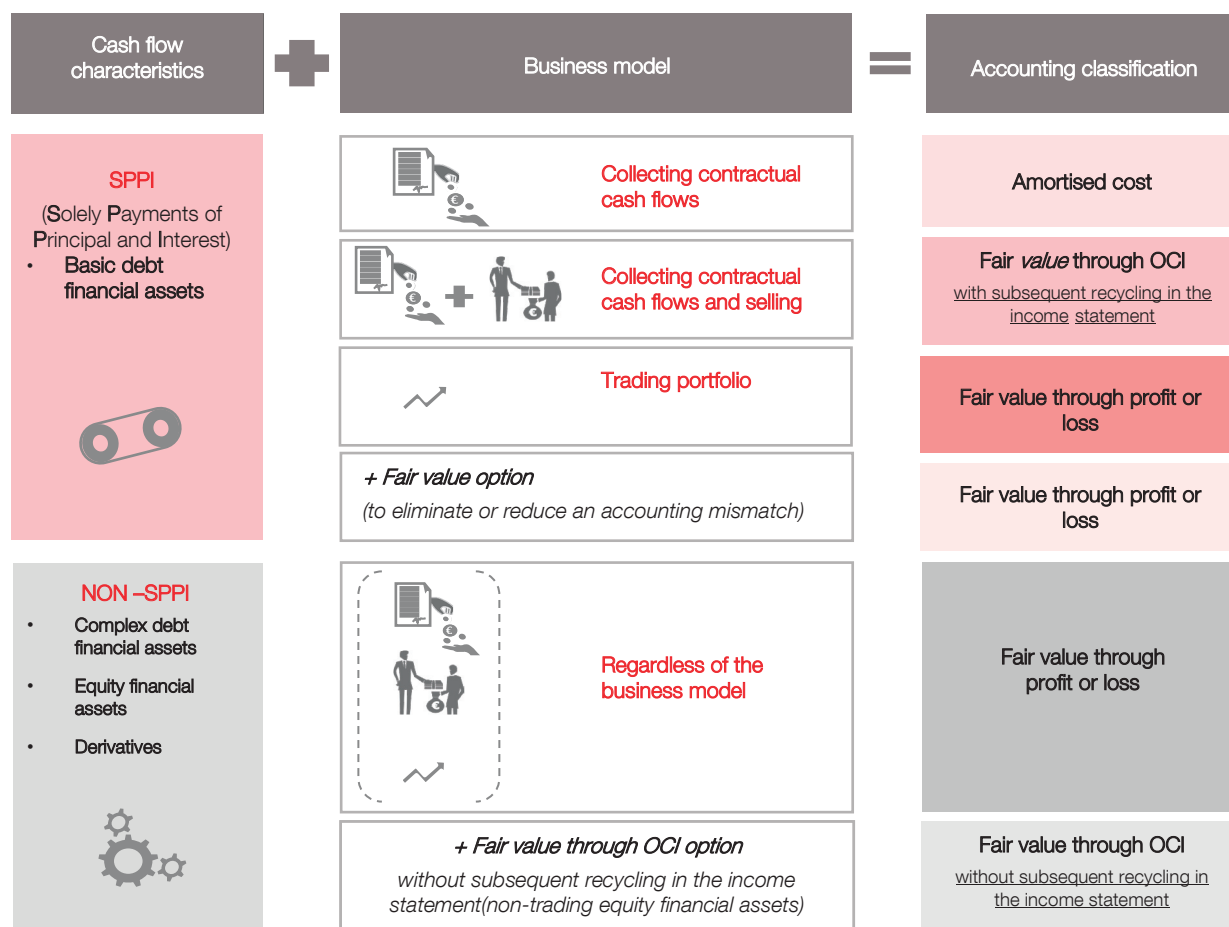 Cash flow
characteristics
Business model
Accounting classification
SPPI
(Solely Payments of
Principal and Interest)
• Basic debt
financial assets
Collecting contractual
cash flows
Amortised cost
Collecting contractual
cash flows and selling
Fair value through OCI
with subsequent recycling in the
income statement
Trading portfolio
Fair value through profit or
loss
+ Fair value option
(to eliminate or reduce an accounting mismatch)
Fair value through profit or
loss
NON –SPPI
• Complex debt
financial assets
• Equity financial
assets
• Derivatives
Regardless of the
business model
Fair value through
profit or loss
+ Fair value through OCI option
without subsequent recycling in the income
statement(non-trading equity financial assets)
Fair value through OCI
without subsequent recycling in
the income statement